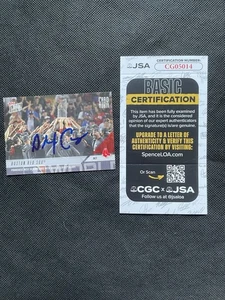 BOSTON RED SOX
JSA
CERTIFICATION NUMBER:
CG05014
BASIC
CERTIFICATION
This item has been fully examined
by JSA, and it is the considered
opinion of our expert authenticators
that the signature(s) is/are genuine.
UPGRADE TO A LETTER OF
AUTHENTICITY & VERIFY THIS
CERTIFICATION BY VISITING:
SpenceLOA.com
Or Scan
CGC x JSA
Follow us at @jsaloa